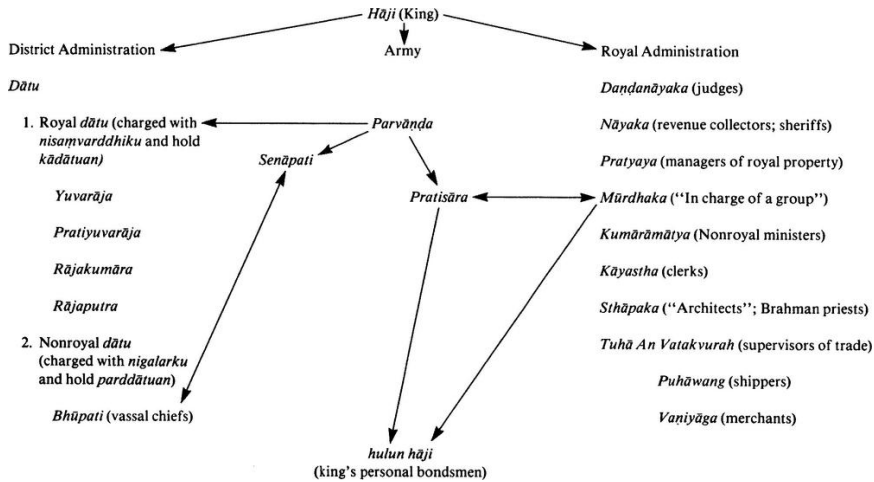 Hāji (King)
District Administration
Army
Royal Administration
Dātu
Daṇḍanāyaka (judges)
1. Royal dātu (charged with
nisaṃvarddhiku and hold
kādātuan)
Parvāṇḍa
Nāyaka (revenue collectors; sheriffs)
Senāpati
Pratyaya (managers of royal property)
Yuvarāja
Pratisāra
Mūrdhaka (“In charge of a group”)
Pratiyuvarāja
Kumārāmātya (Nonroyal ministers)
Rājakumāra
Kāyastha (clerks)
Rājaputra
Sthāpaka (“Architects”; Brahman priests)
2. Nonroyal dātu
(charged with nigalarku
and hold parddātuan)
Tuhā An Vatakvurah (supervisors of trade)
Puhāwang (shippers)
Bhūpati (vassal chiefs)
Vaṇiyāga (merchants)
hulun hāji
(king's personal bondsmen)